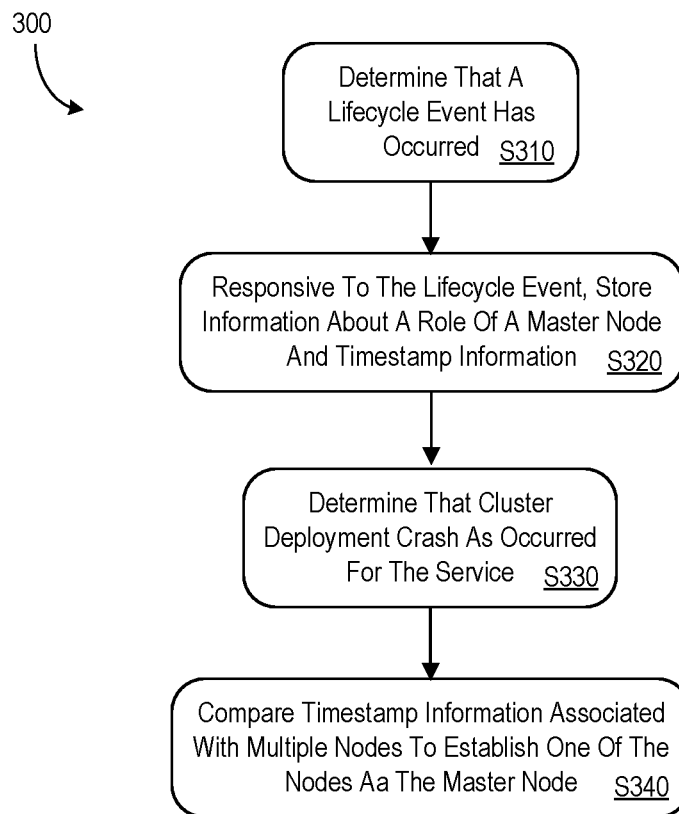 300
Determine That A
Lifecycle Event Has
Occurred S310
Responsive To The Lifecycle Event, Store
Information About A Role Of A Master Node
And Timestamp Information S320
Determine That Cluster
Deployment Crash As Occurred
For The Service S330
Compare Timestamp Information Associated
With Multiple Nodes To Establish One Of The
Nodes Aa The Master Node S340